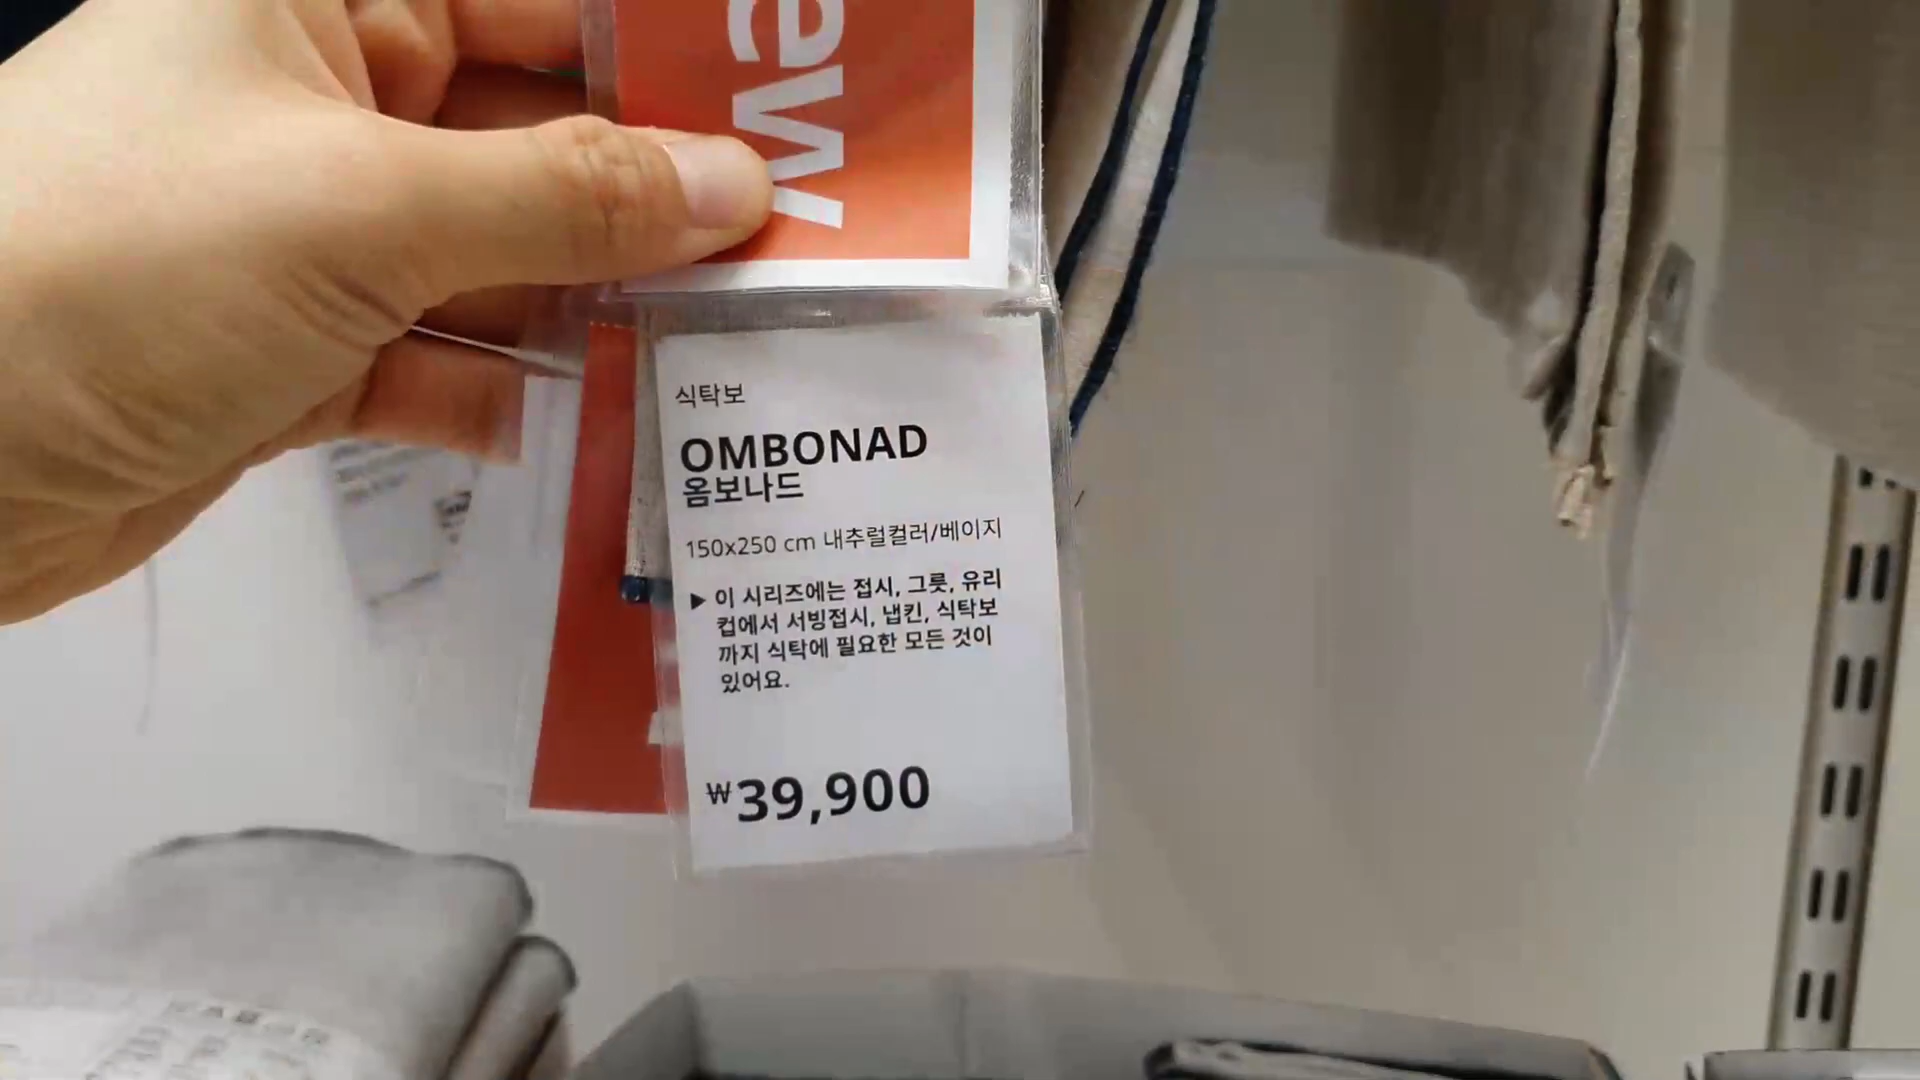 ew
식탁보
OMBONAD
옴보나드
150x250 cm 내추럴컬러/베이지
▶ 이 시리즈에는 접시, 그릇, 유리
컵에서 서빙접시, 냅킨, 식탁보
까지 식탁에 필요한 모든 것이
있어요.
₩39,900